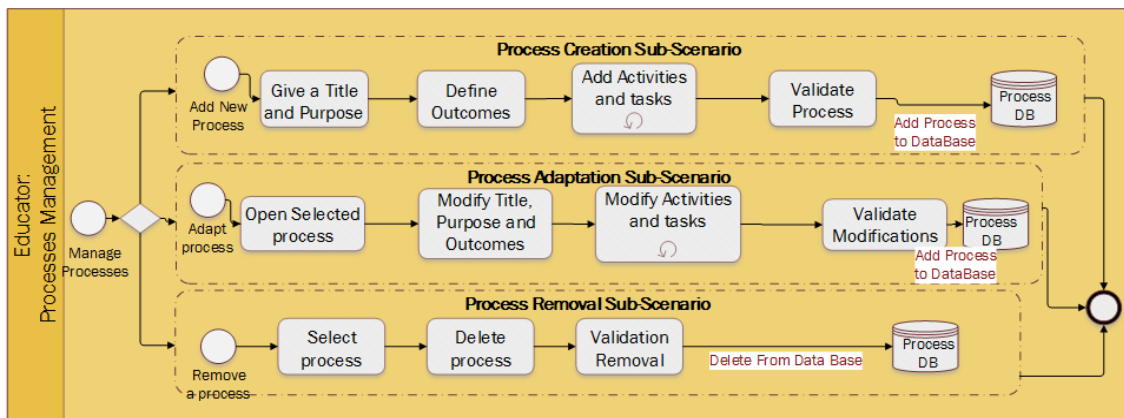 Educator:
Processes Management
Manage
Processes
Process Creation Sub-Scenario
Add New
Process
Give a Title
and Purpose
Define
Outcomes
Add Activities
and tasks
Validate
Process
Add Process
to DataBase
Process
DB
Process Adaptation Sub-Scenario
Adapt
process
Open Selected
process
Modify Title,
Purpose and
Outcomes
Modify Activities
and tasks
Validate
Modifications
Add Process
to DataBase
Process
DB
Process Removal Sub-Scenario
Remove
a process
Select
process
Delete
process
Validation
Removal
Delete From Data Base
Process
DB